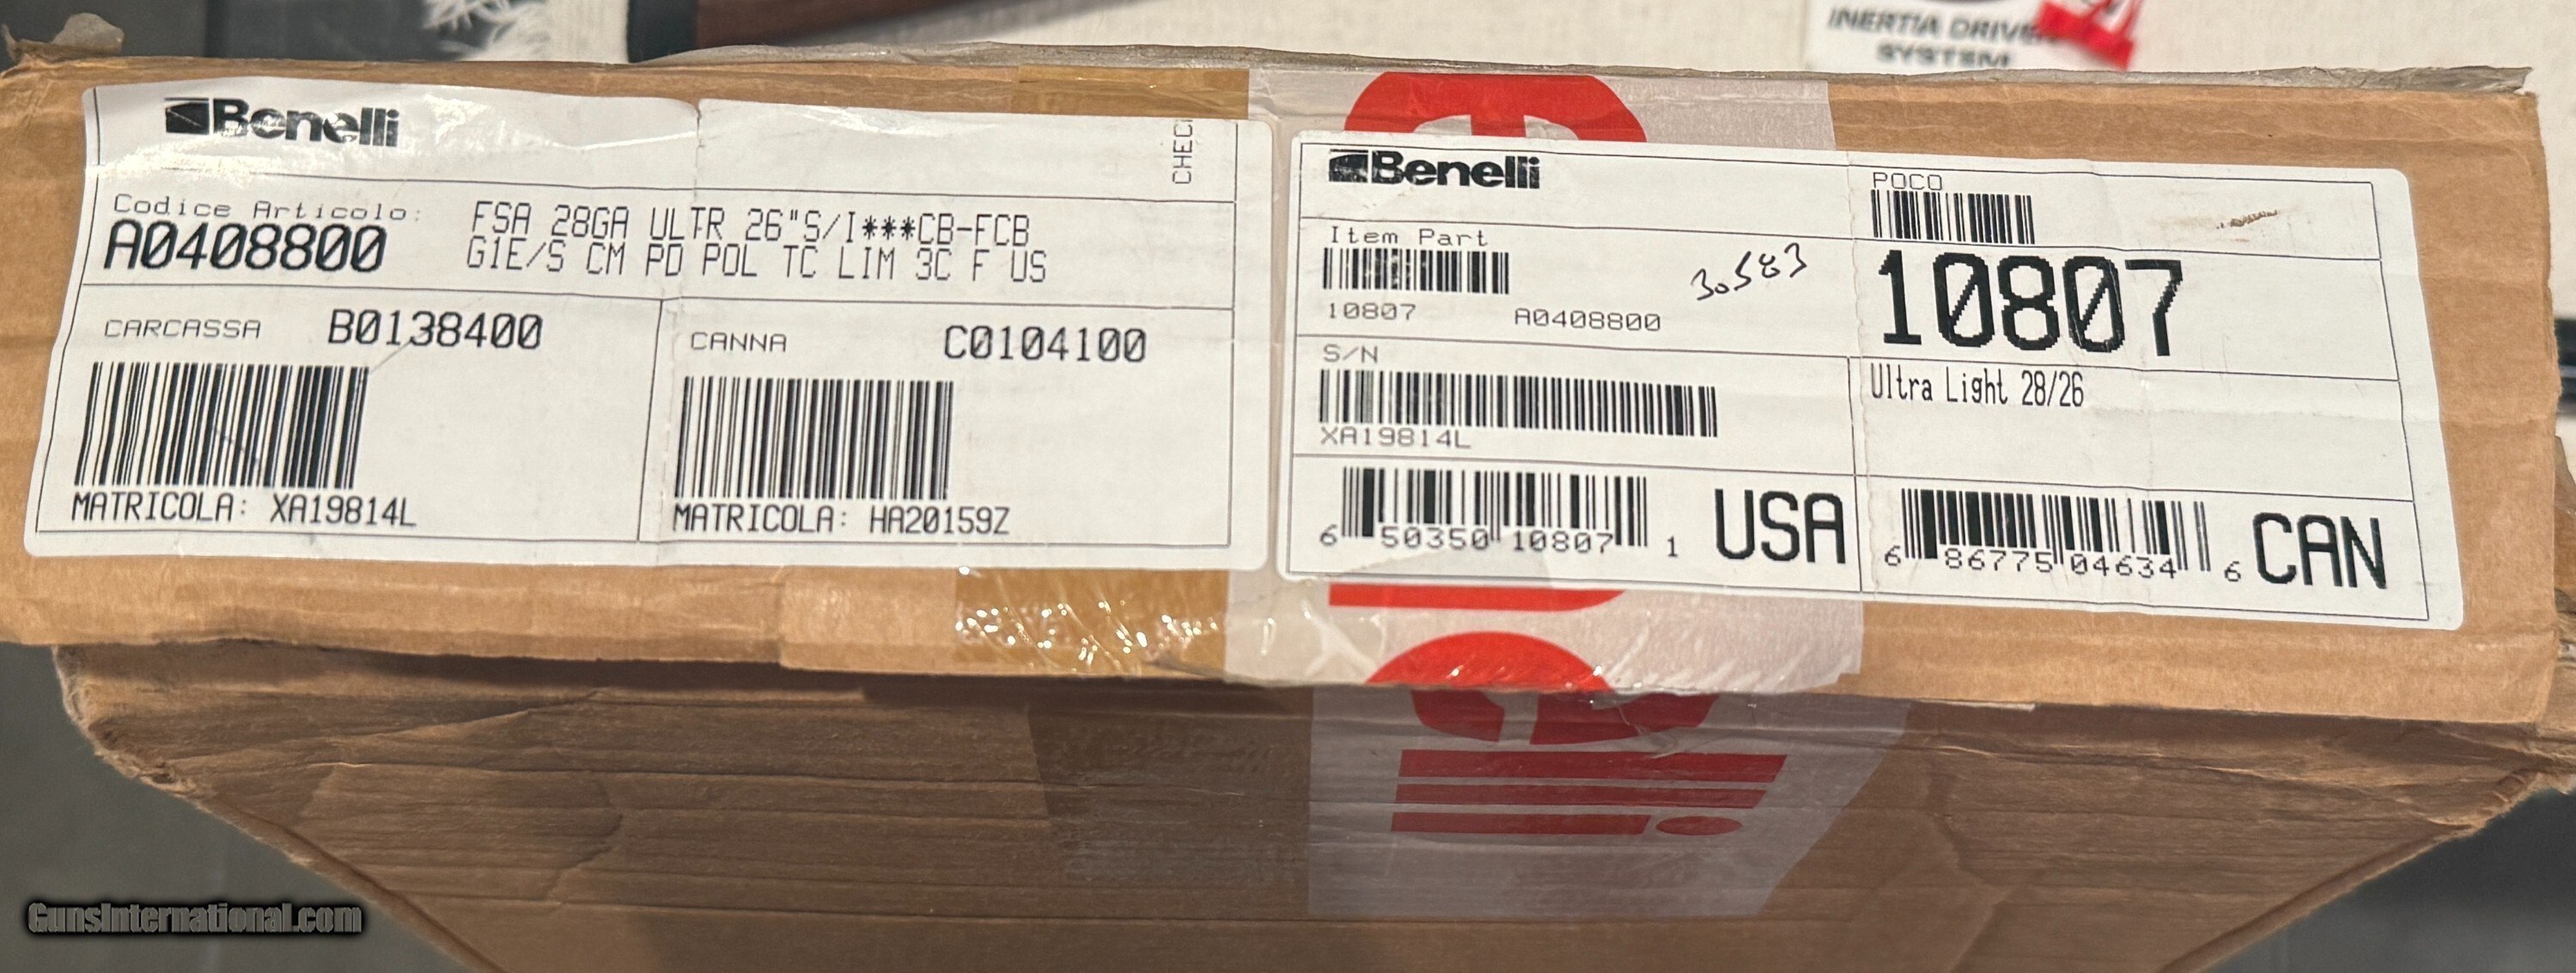 INERTIA DRIVEN
SYSTEM
Benelli
CHEC
Codice Articolo:
A0408800
FSA 28GA ULTR 26"S/I***CB-FCB
G1E/S CM PD POL TC LIM 3C F US
CARCASSA B0138400
MATRICOLA: XA19814L
CANNA C0104100
MATRICOLA: HA20159Z
Benelli
POCO
Item Part
10807 A0408800
30583
10807
S/N
XA19814L
Ultra Light 28/26
6 50350 10807 1 USA
6 86775 04634 6 CAN
elli
GunsInternational.com